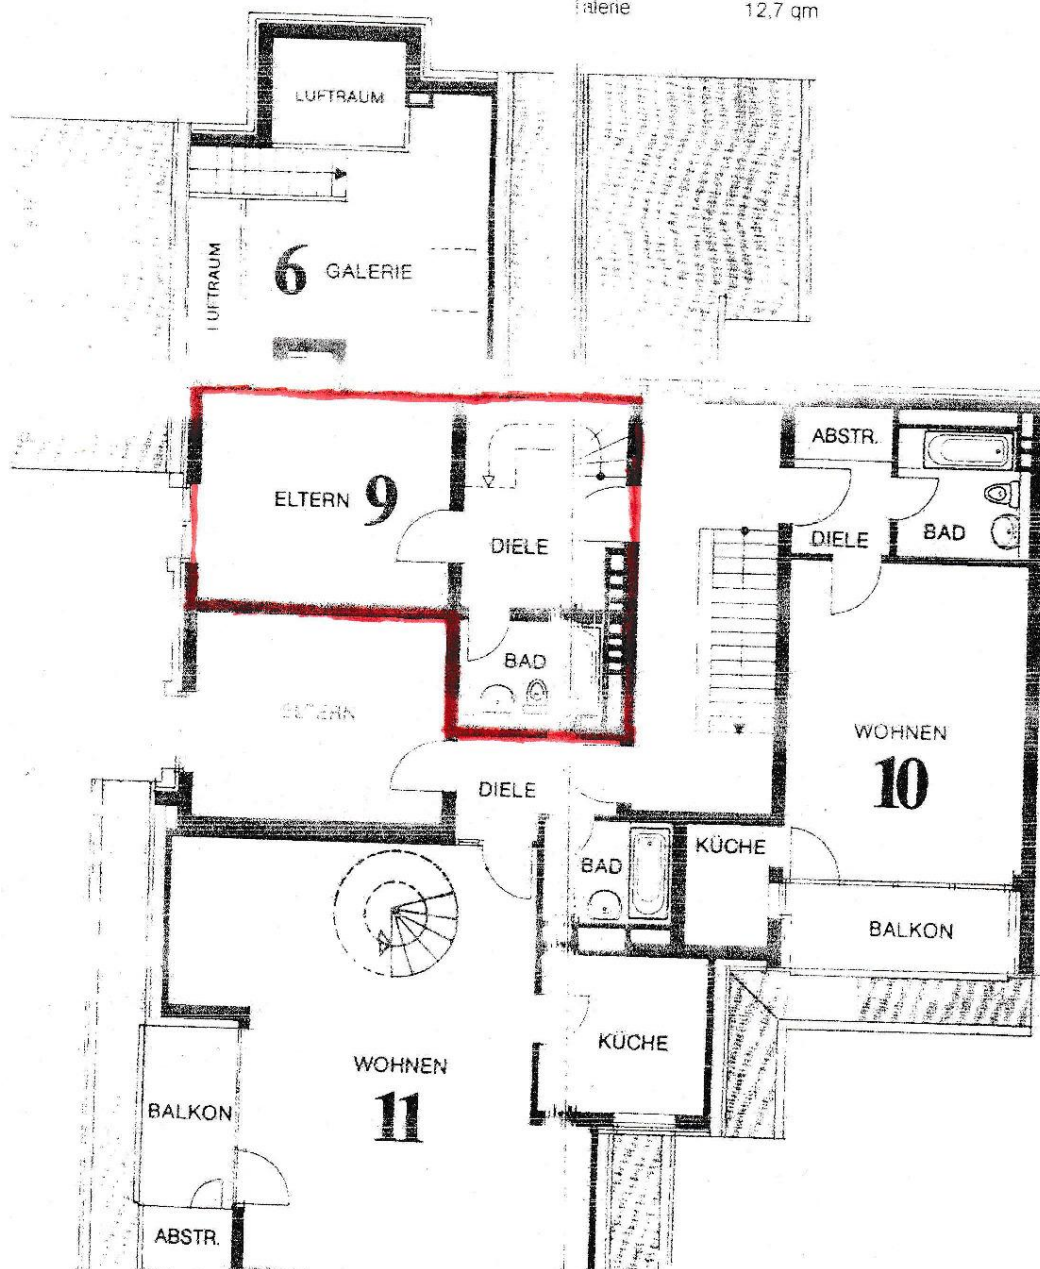 12,7 qm
LUFTRAUM
LUFTRAUM
6 GALERIE
ABSTR.
ELTERN 9
DIELE
DIELE
BAD
BAD
ELTERN
WOHNEN
10
DIELE
KÜCHE
BAD
BALKON
KÜCHE
WOHNEN
11
BALKON
ABSTR.